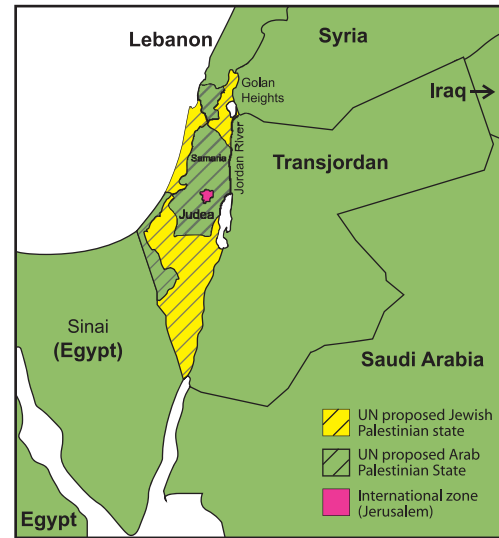 Lebanon
Syria
Golan
Heights
Iraq
Samaria
Jordan River
Transjordan
Judea
Sinai
(Egypt)
Saudi Arabia
UN proposed Jewish
Palestinian state
UN proposed Arab
Palestinian State
International zone
(Jerusalem)
Egypt